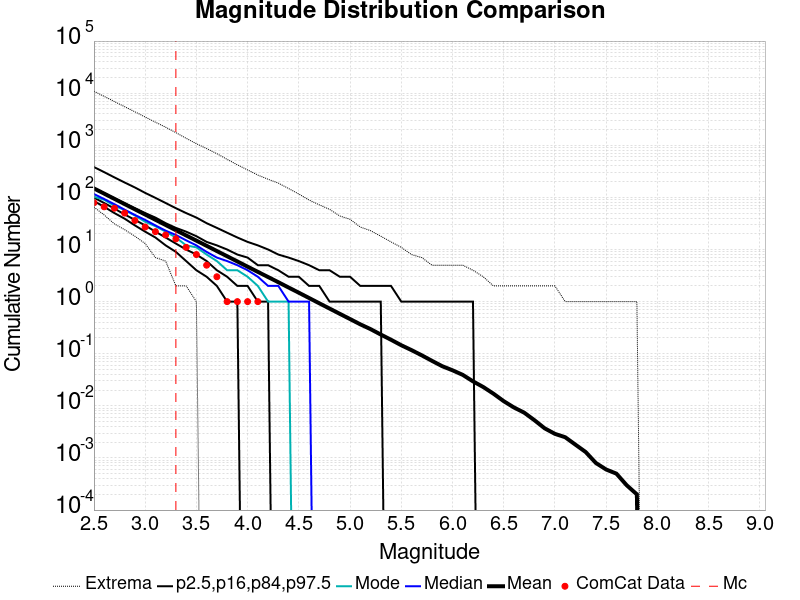 Magnitude Distribution Comparison
10^5
10^4
10^3
10^2
10^1
10^0
10^-1
10^-2
10^-3
10^-4
Cumulative Number
2.5 3.0 3.5 4.0 4.5 5.0 5.5 6.0 6.5 7.0 7.5 8.0 8.5 9.0
Magnitude
Extrema p2.5,p16,p84,p97.5 Mode Median Mean ComCat Data Mc